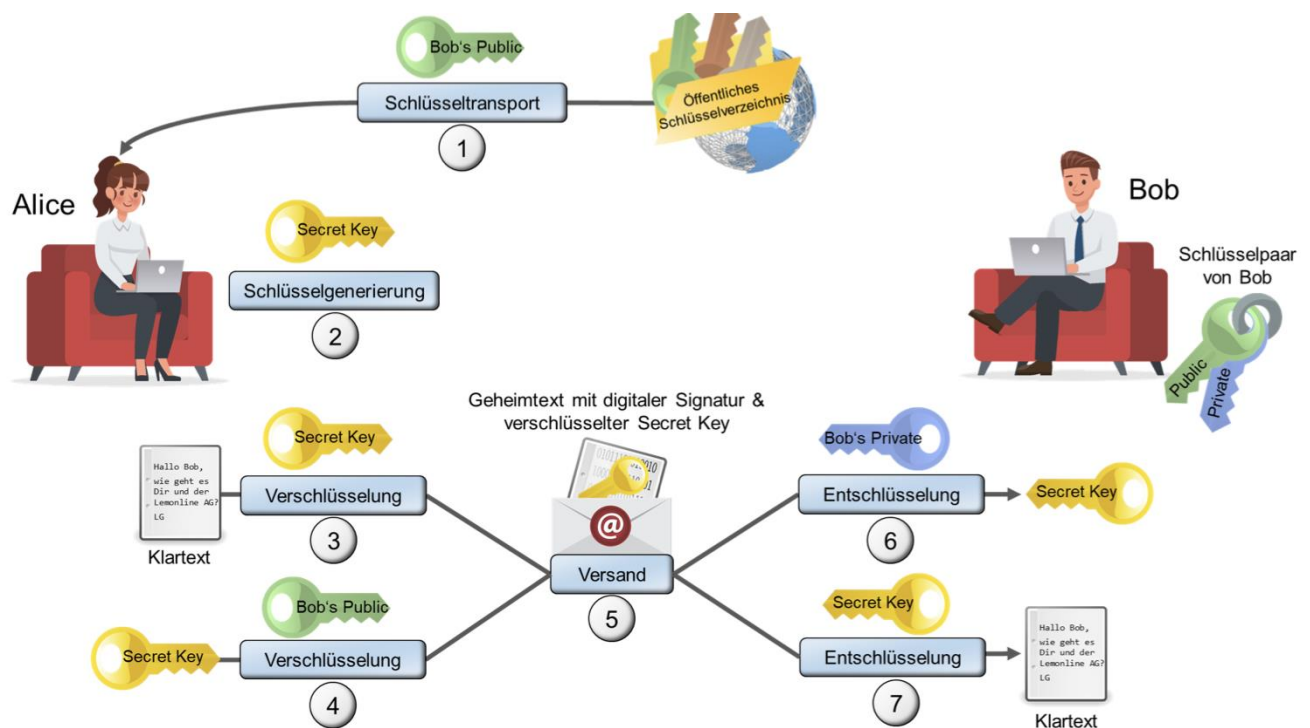 Bob's Public
Schlüsseltransport
1
Öffentliches
Schlüsselverzeichnis
Alice
Secret Key
Schlüsselgenerierung
2
Bob
Schlüsselpaar
von Bob
Public
Private
Geheimtext mit digitaler Signatur &
verschlüsselter Secret Key
Hallo Bob,
wie geht es
Dir und der
Lemonline AG?
LG
Klartext
Secret Key
Verschlüsselung
3
@
Versand
5
Bob's Private
Entschlüsselung
6
Secret Key
Secret Key
Bob's Public
Verschlüsselung
4
Secret Key
Entschlüsselung
7
Hallo Bob,
wie geht es
Dir und der
Lemonline AG?
LG
Klartext